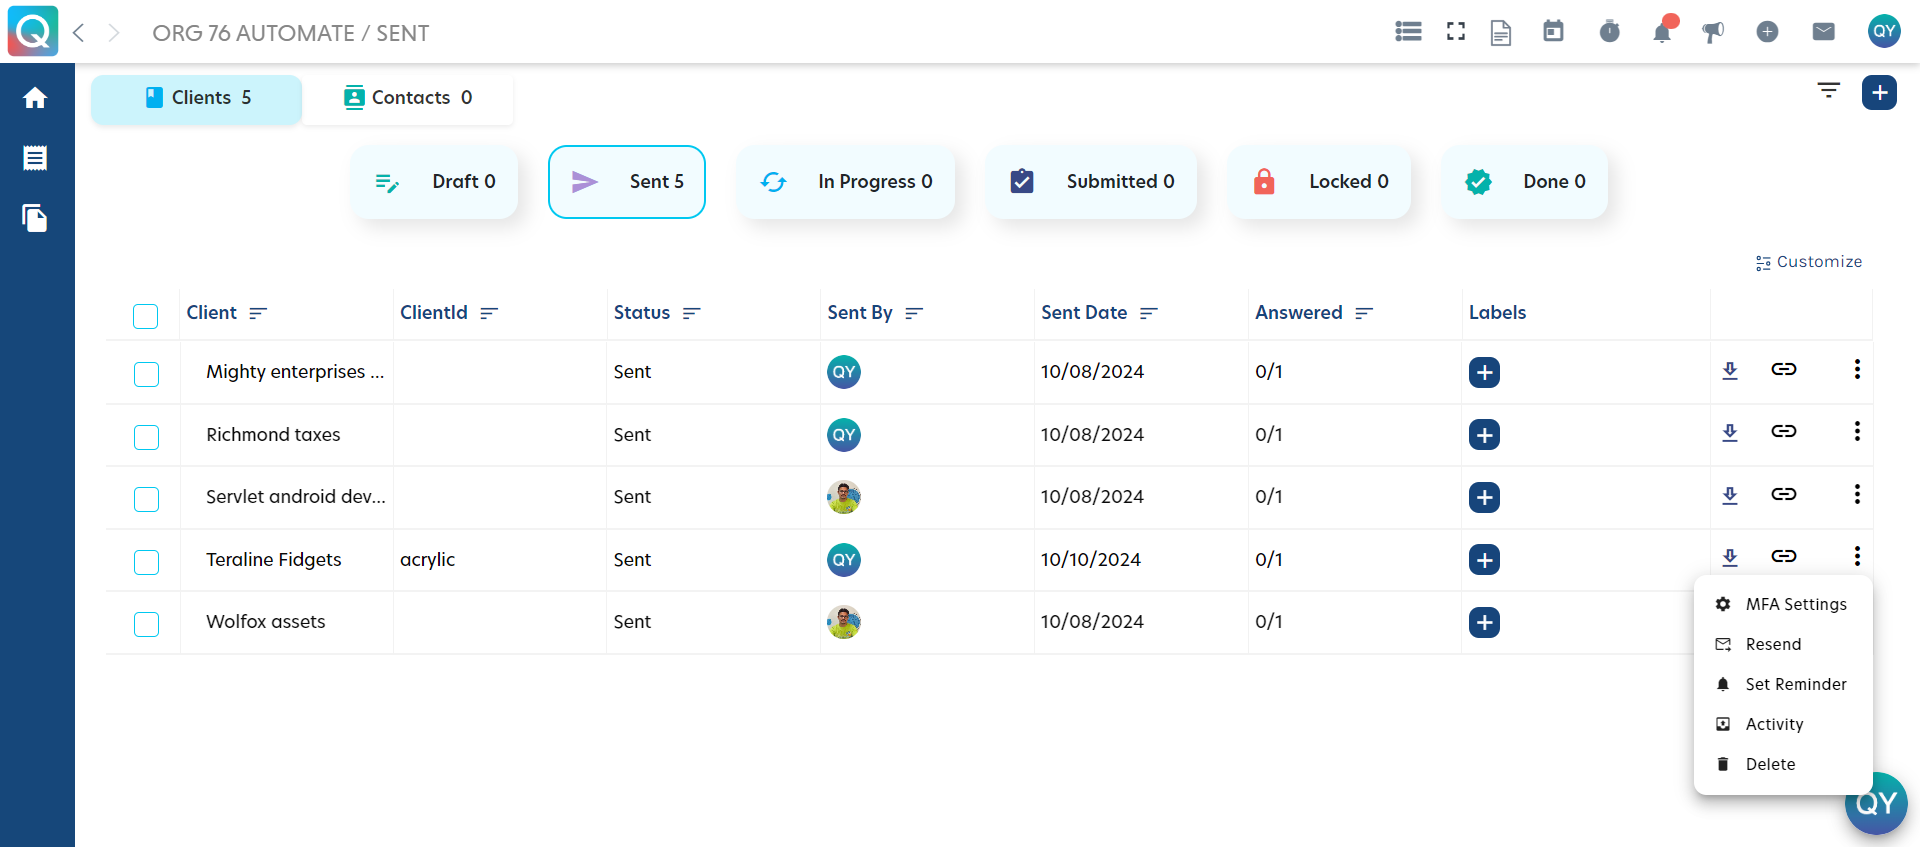 Q ORG 76 AUTOMATE / SENT QY
Clients 5 Contacts 0
Draft 0 Sent 5 In Progress 0 Submitted 0 Locked 0 Done 0
Customize
Client ClientId Status Sent By Sent Date Answered Labels
Mighty enterprises ... Sent QY 10/08/2024 0/1
Richmond taxes Sent QY 10/08/2024 0/1
Servlet android dev... Sent 10/08/2024 0/1
Teraline Fidgets acrylic Sent QY 10/10/2024 0/1
Wolfox assets Sent 10/08/2024 0/1
MFA Settings
Resend
Set Reminder
Activity
Delete
QY